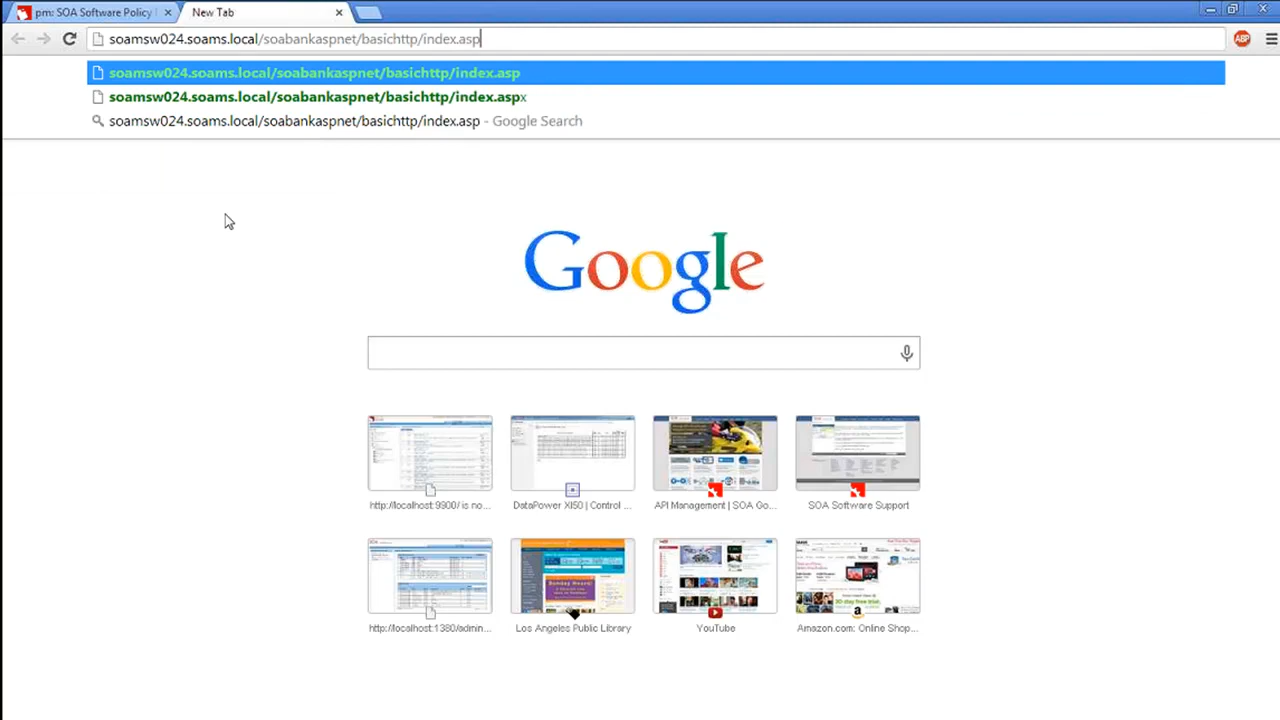 pm: SOA Software Policy
New Tab
soamsw024.soams.local/soabankaspnet/basichttp/index.asp
ABP
soamsw024.soams.local/soabankaspnet/basichttp/index.asp
soamsw024.soams.local/soabankaspnet/basichttp/index.aspx
soamsw024.soams.local/soabankaspnet/basichttp/index.asp - Google Search
Google
http://localhost:9900/ is no...
DataPower XI50 | Control ...
API Management | SOA Go...
SOA Software Support
http://localhost:1380/admin...
Los Angeles Public Library
YouTube
Amazon.com: Online Shop...